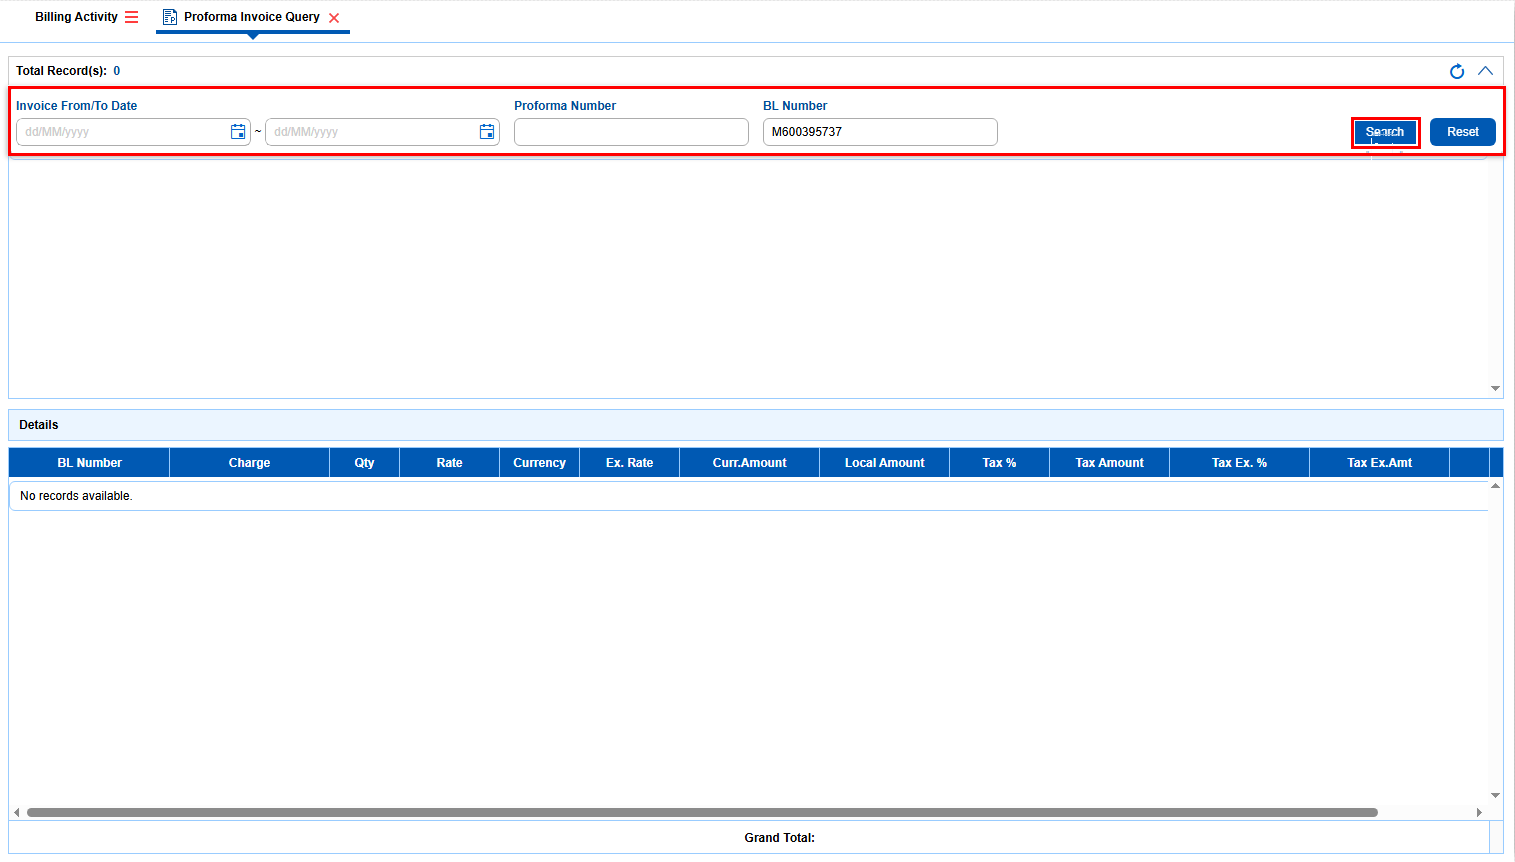 Billing Activity Proforma Invoice Query
Total Record(s): 0
Invoice From/To Date Proforma Number BL Number
dd/MM/yyyy ~ dd/MM/yyyy M600395737 Search Reset
Details
BL Number Charge Qty Rate Currency Ex. Rate Curr.Amount Local Amount Tax % Tax Amount Tax Ex. % Tax Ex.Amt
No records available.
Grand Total: